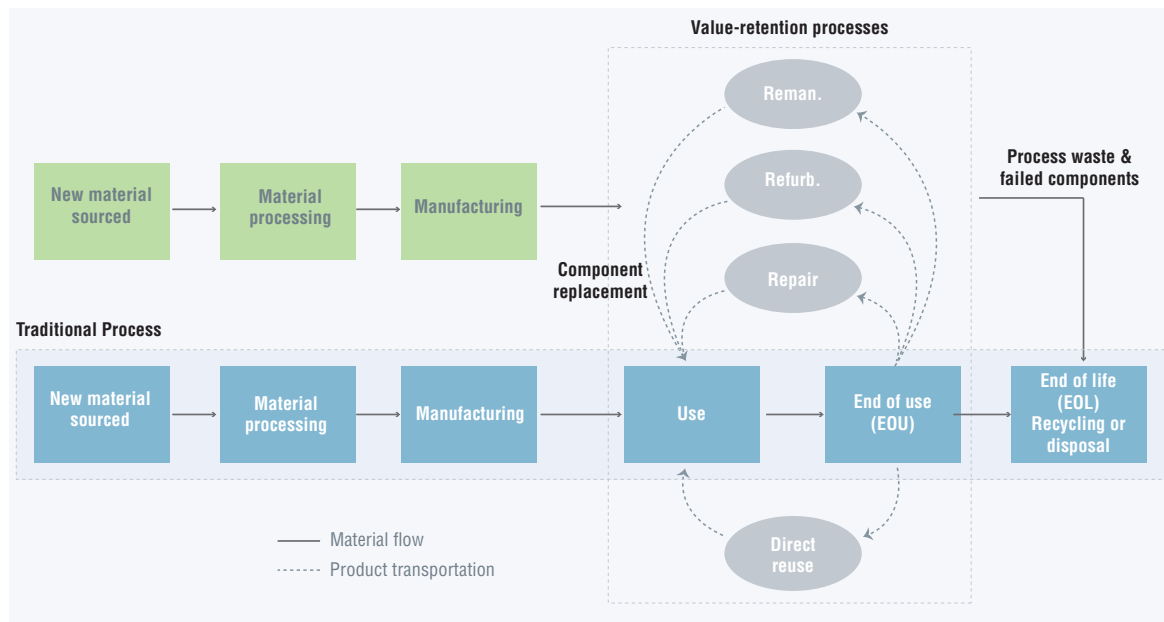 Value-retention processes
Reman.
Refurb.
Repair
Process waste &
failed components
New material
sourced
Material
processing
Manufacturing
Component
replacement
Traditional Process
New material
sourced
Material
processing
Manufacturing
Use
End of use
(EOU)
End of life
(EOL)
Recycling or
disposal
Direct
reuse
Material flow
Product transportation